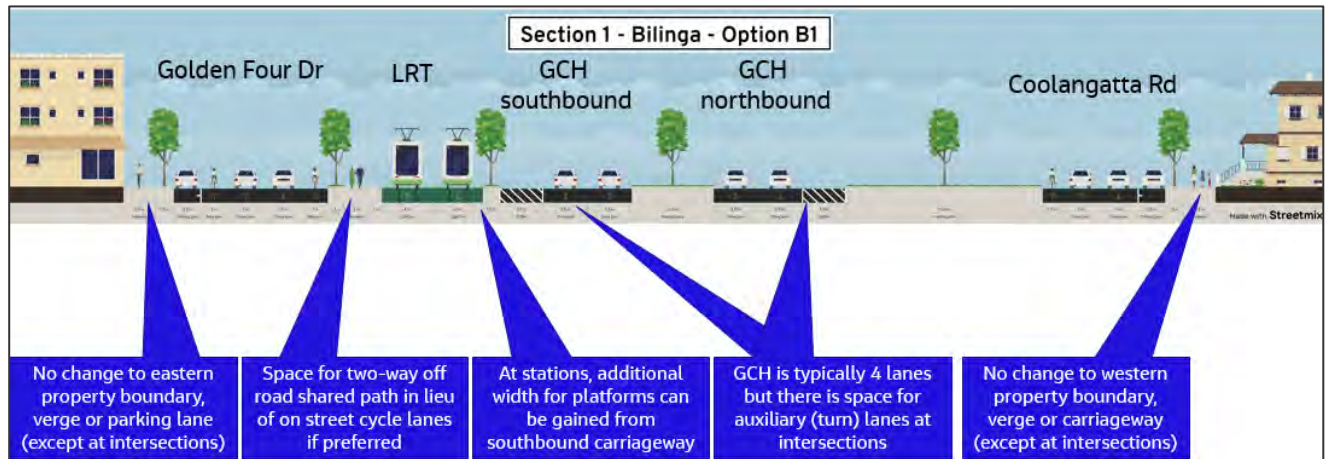 Section 1 - Bilinga - Option B1
Golden Four Dr
LRT
GCH
southbound
GCH
northbound
Coolangatta Rd
Made with Streetmix
No change to eastern
property boundary,
verge or parking lane
(except at intersections)
Space for two-way off
road shared path in lieu
of on street cycle lanes
if preferred
At stations, additional
width for platforms can
be gained from
southbound carriageway
GCH is typically 4 lanes
but there is space for
auxiliary (turn) lanes at
intersections
No change to western
property boundary,
verge or carriageway
(except at intersections)